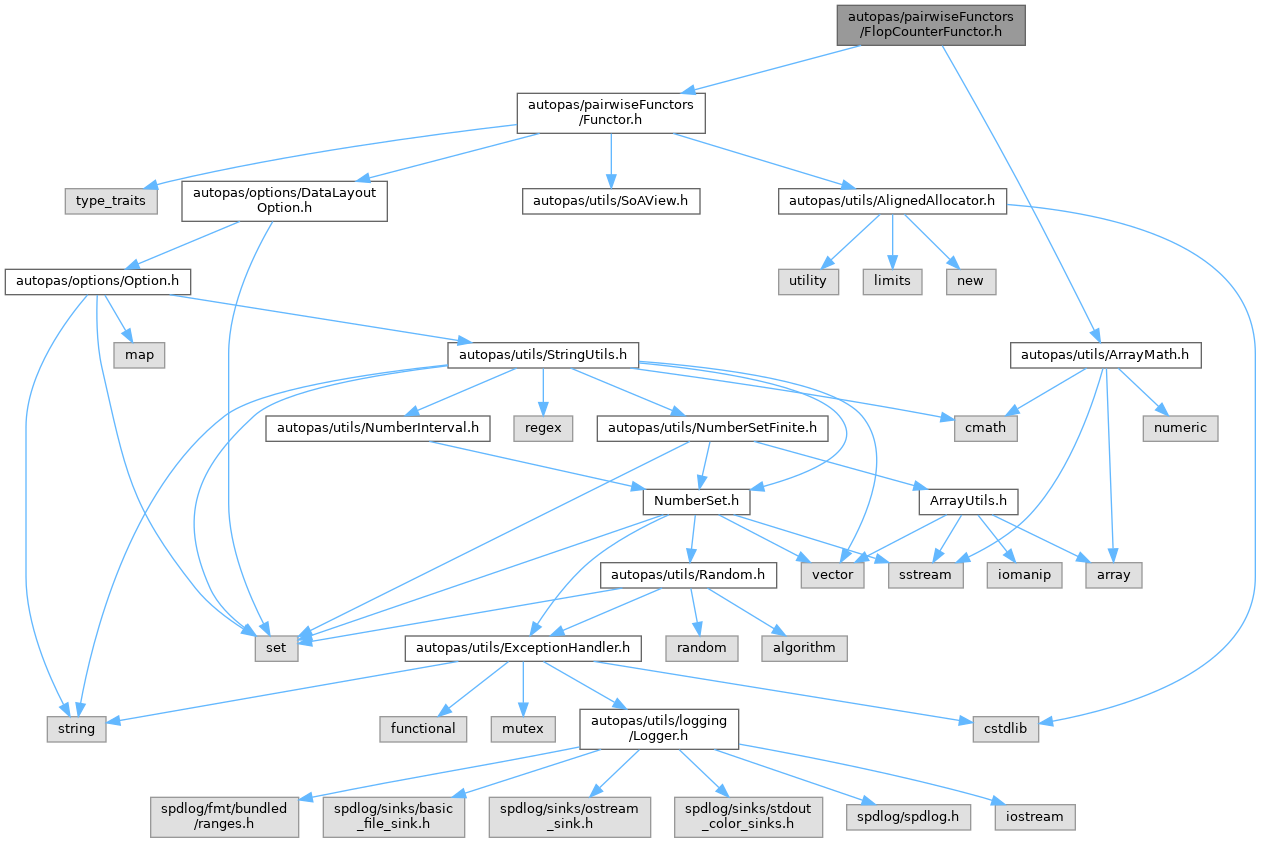 autopas/pairwiseFunctors
/FlopCounterFunctor.h
autopas/pairwiseFunctors
/Functor.h
type_traits
autopas/options/DataLayout
Option.h
autopas/utils/SoAView.h
autopas/utils/AlignedAllocator.h
autopas/options/Option.h
utility
limits
new
map
autopas/utils/StringUtils.h
autopas/utils/ArrayMath.h
autopas/utils/NumberInterval.h
regex
autopas/utils/NumberSetFinite.h
cmath
numeric
NumberSet.h
ArrayUtils.h
autopas/utils/Random.h
vector
sstream
iomanip
array
set
autopas/utils/ExceptionHandler.h
random
algorithm
string
functional
mutex
autopas/utils/logging
/Logger.h
cstdlib
spdlog/fmt/bundled
/ranges.h
spdlog/sinks/basic
_file_sink.h
spdlog/sinks/ostream
_sink.h
spdlog/sinks/stdout
_color_sinks.h
spdlog/spdlog.h
iostream